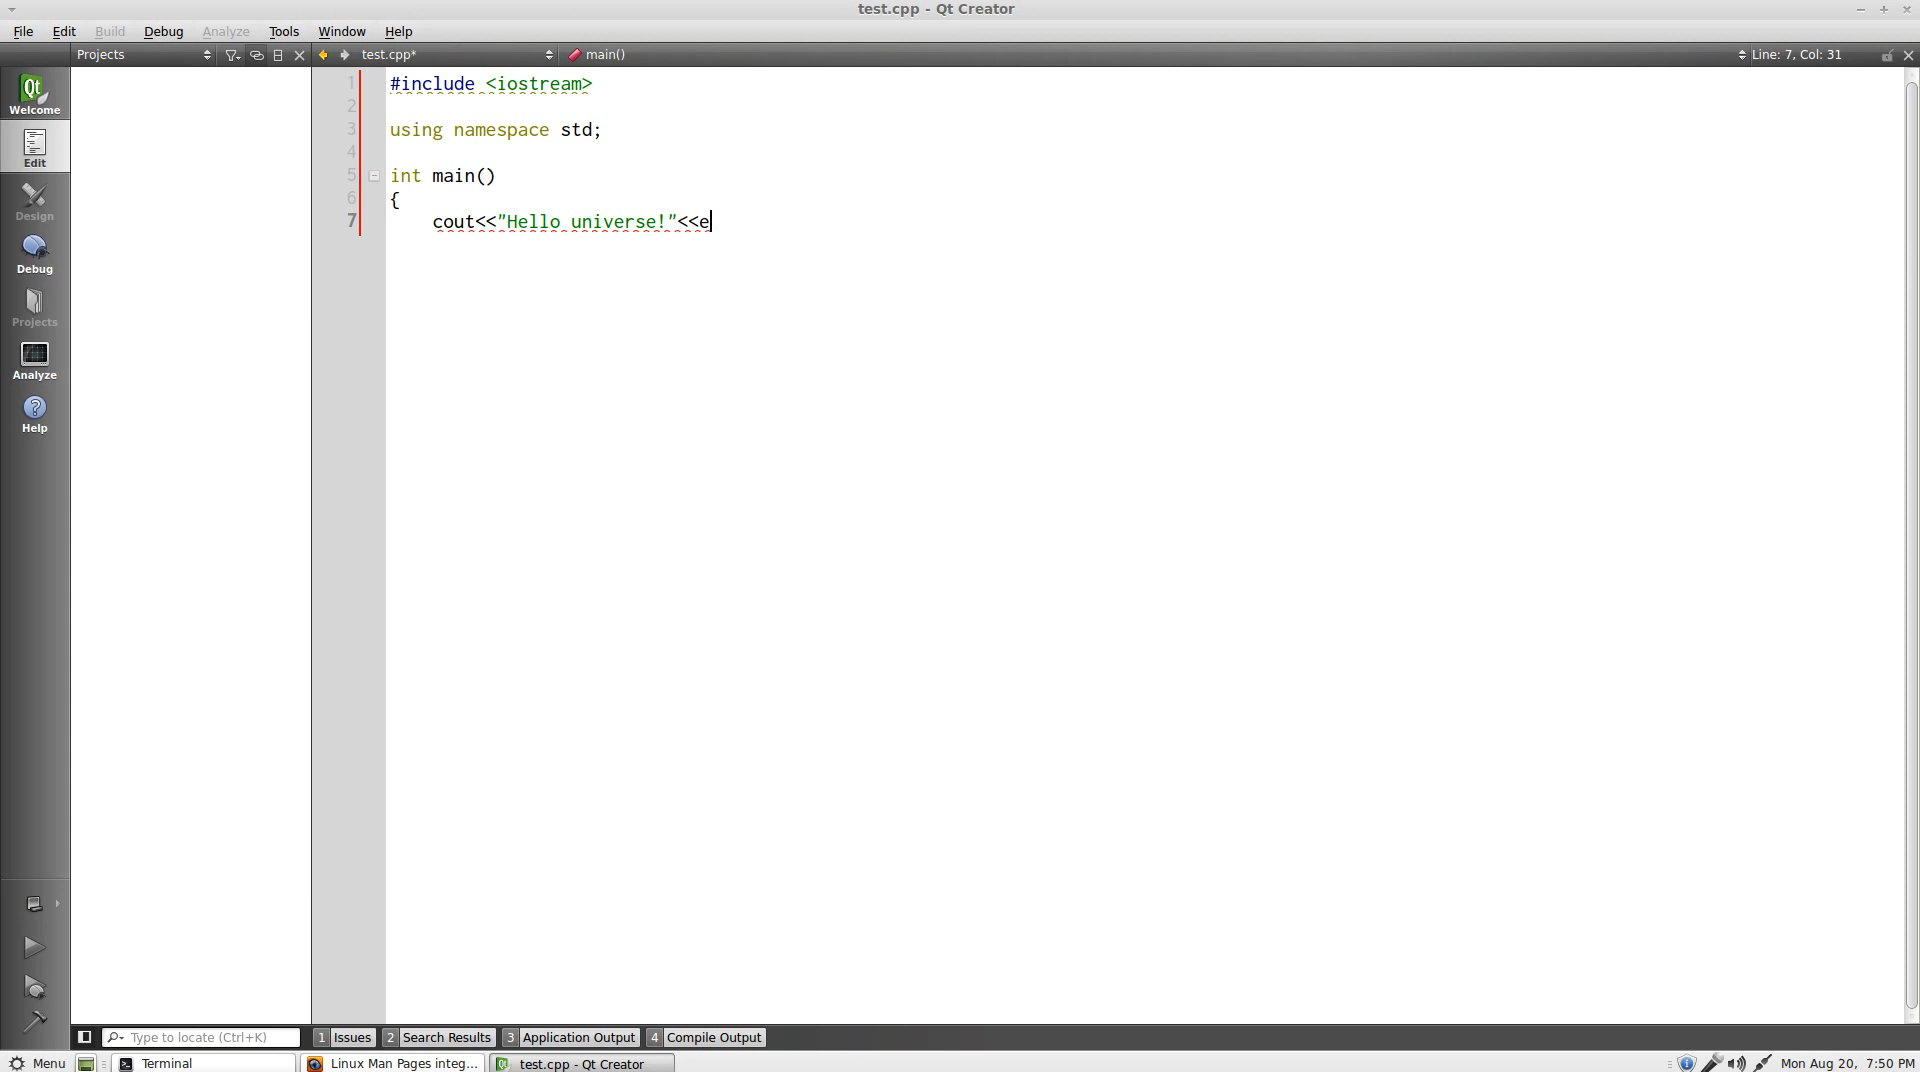 test.cpp - Qt Creator
File Edit Build Debug Analyze Tools Window Help
Projects test.cpp* main() Line: 7, Col: 31
Qt
Welcome
Edit
Design
Debug
Projects
Analyze
Help
1 #include <iostream>
2
3 using namespace std;
4
5 int main()
6 {
7 cout<<"Hello universe!"<<e
Type to locate (Ctrl+K) 1 Issues 2 Search Results 3 Application Output 4 Compile Output
Menu Terminal Linux Man Pages integ... test.cpp - Qt Creator Mon Aug 20, 7:50 PM